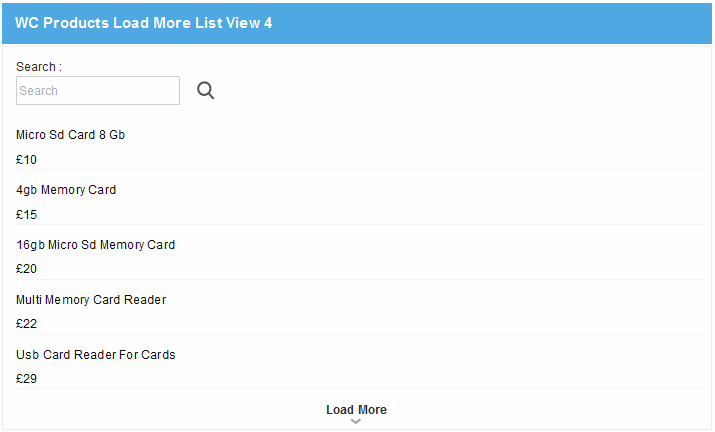 WC Products Load More List View 4
Search :
Search
Micro Sd Card 8 Gb
£10
4gb Memory Card
£15
16gb Micro Sd Memory Card
£20
Multi Memory Card Reader
£22
Usb Card Reader For Cards
£29
Load More